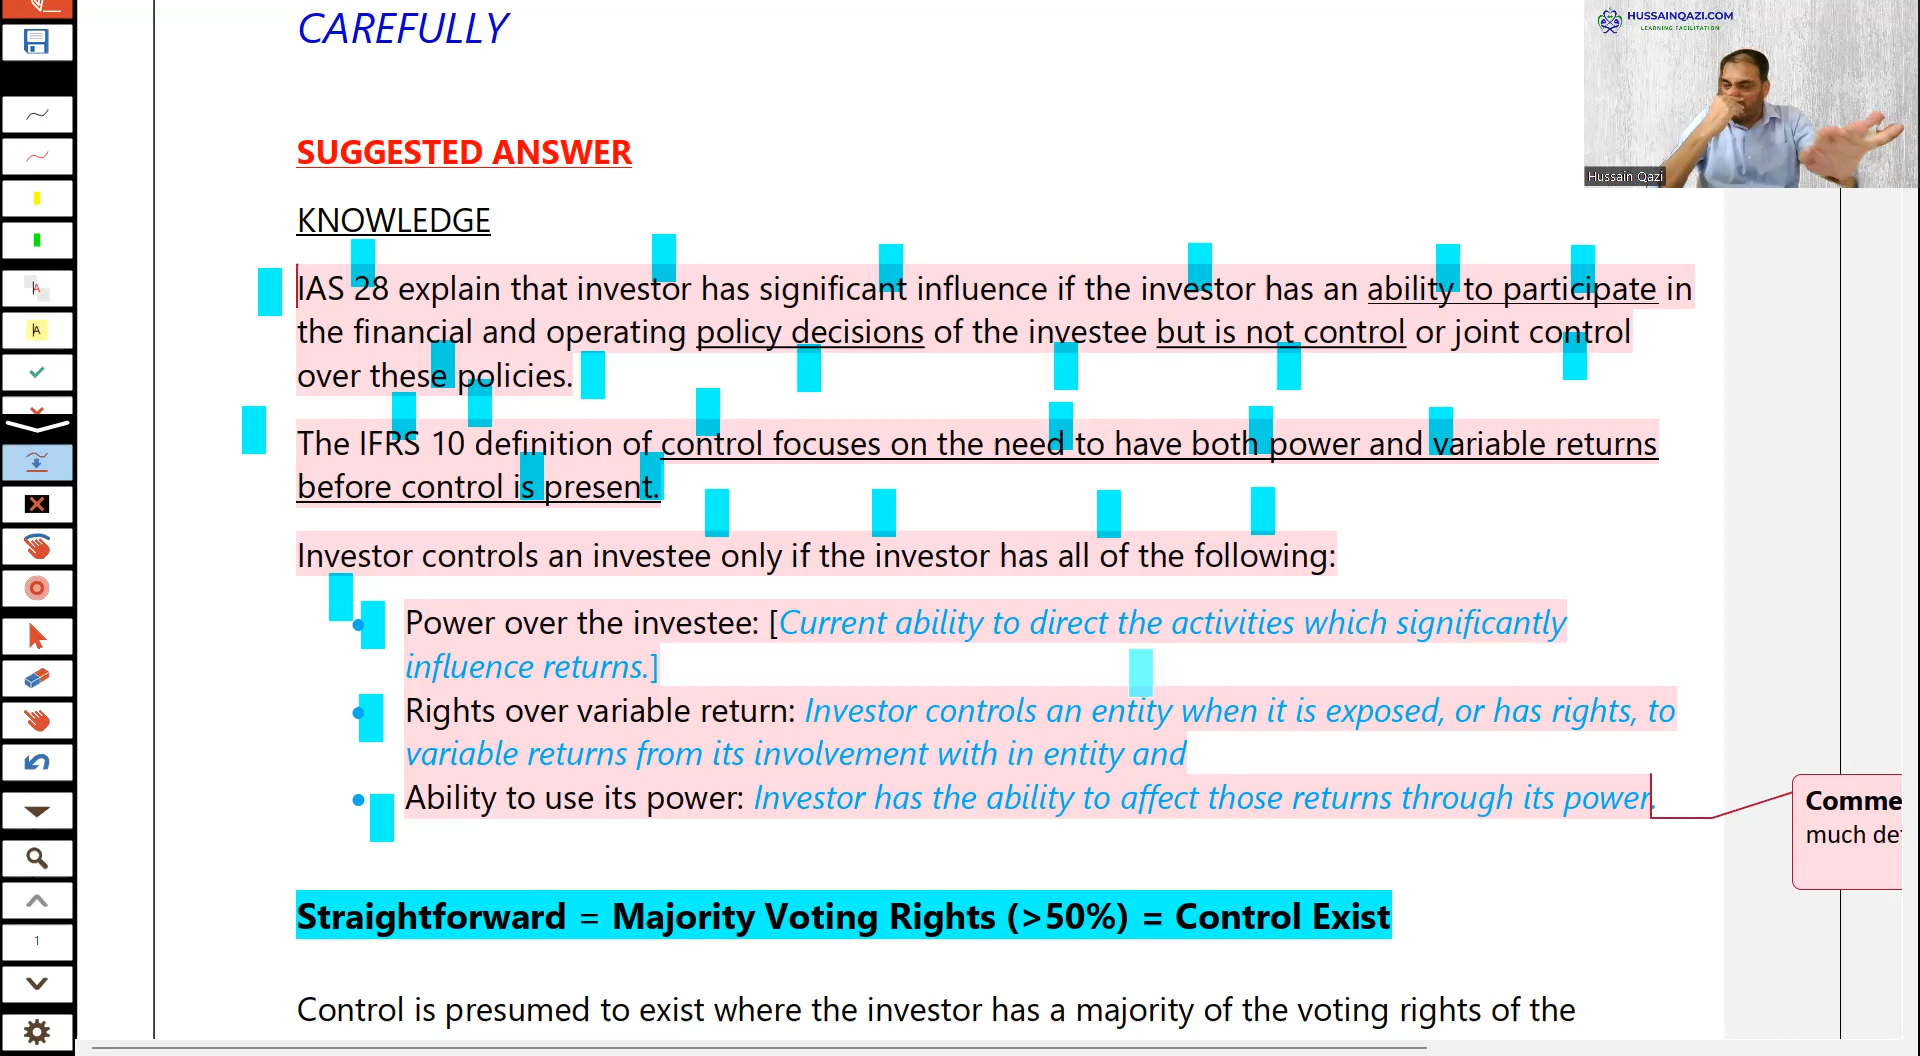 CAREFULLY
HUSSAINQAZI.COM
LEARNING FACILITATION
Hussain Qazi
SUGGESTED ANSWER
KNOWLEDGE
IAS 28 explain that investor has significant influence if the investor has an ability to participate in
the financial and operating policy decisions of the investee but is not control or joint control
over these policies.
The IFRS 10 definition of control focuses on the need to have both power and variable returns
before control is present.
Investor controls an investee only if the investor has all of the following:
• Power over the investee: [Current ability to direct the activities which significantly
influence returns.]
• Rights over variable return: Investor controls an entity when it is exposed, or has rights, to
variable returns from its involvement with in entity and
• Ability to use its power: Investor has the ability to affect those returns through its power.
Comme
much de
Straightforward = Majority Voting Rights (>50%) = Control Exist
Control is presumed to exist where the investor has a majority of the voting rights of the
A
A
1